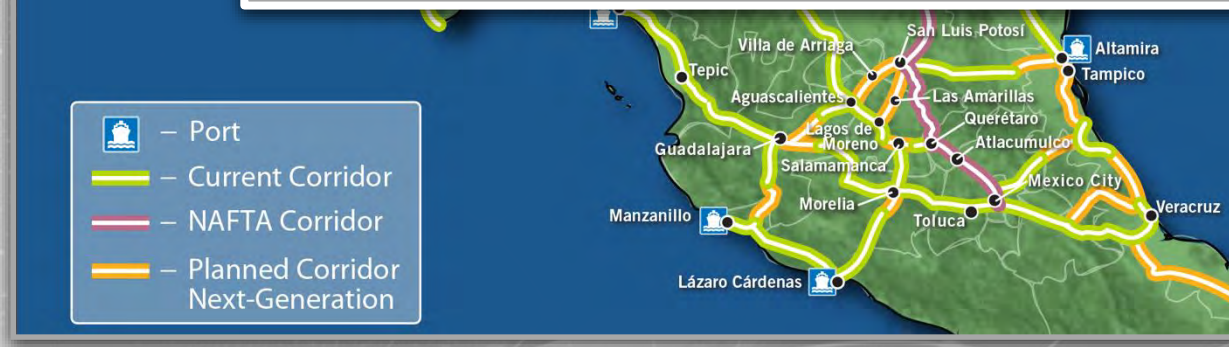 San Luis Potosí
Villa de Arriaga
Altamira
Tampico
Tepic
Aguascalientes
Las Amarillas
Querétaro
Lagos de
Moreno
Atlacumulco
Guadalajara
Salamamanca
Mexico City
Morelia
Toluca
Veracruz
Manzanillo
Lázaro Cárdenas
– Port
– Current Corridor
– NAFTA Corridor
– Planned Corridor
Next-Generation